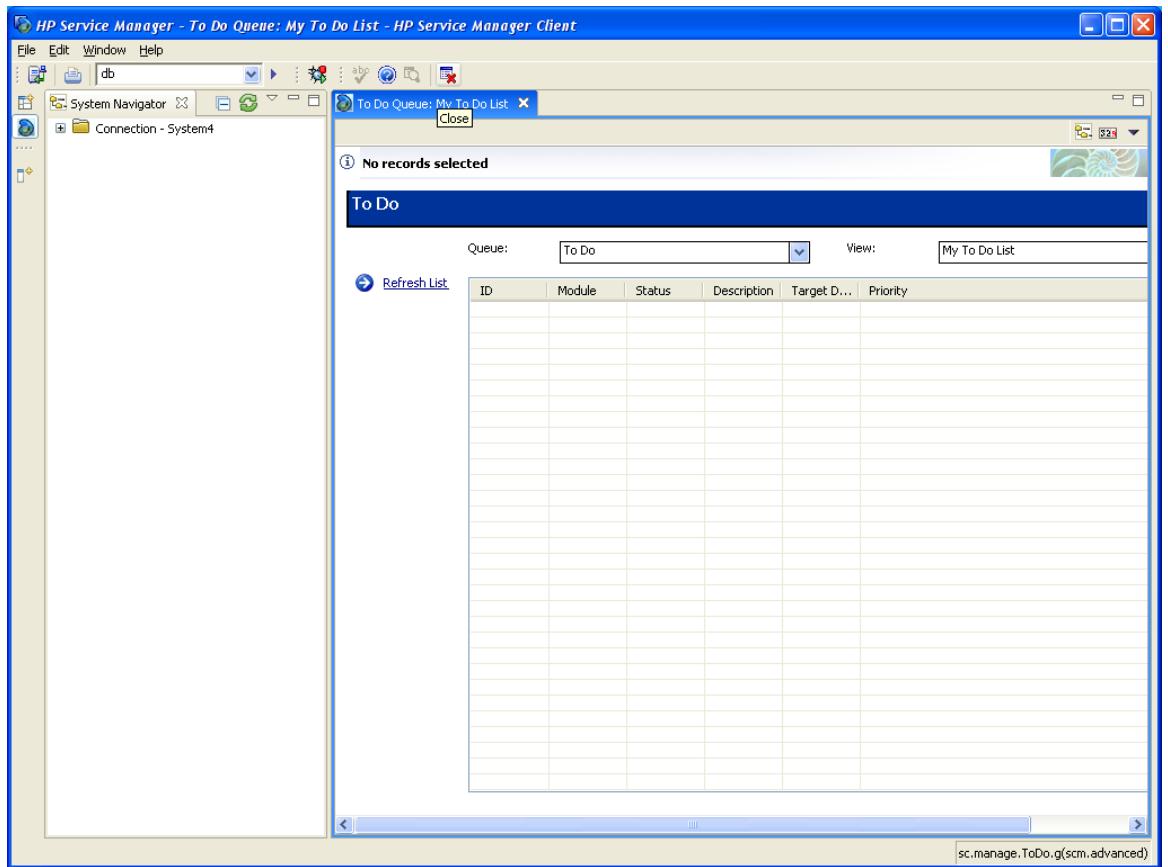 HP Service Manager - To Do Queue: My To Do List - HP Service Manager Client
File Edit Window Help
db
abc
System Navigator
To Do Queue: My To Do List
Close
Connection - System4
No records selected
To Do
Queue: To Do View: My To Do List
Refresh List
ID Module Status Description Target D... Priority
sc.manage.ToDo.g(scm.advanced)